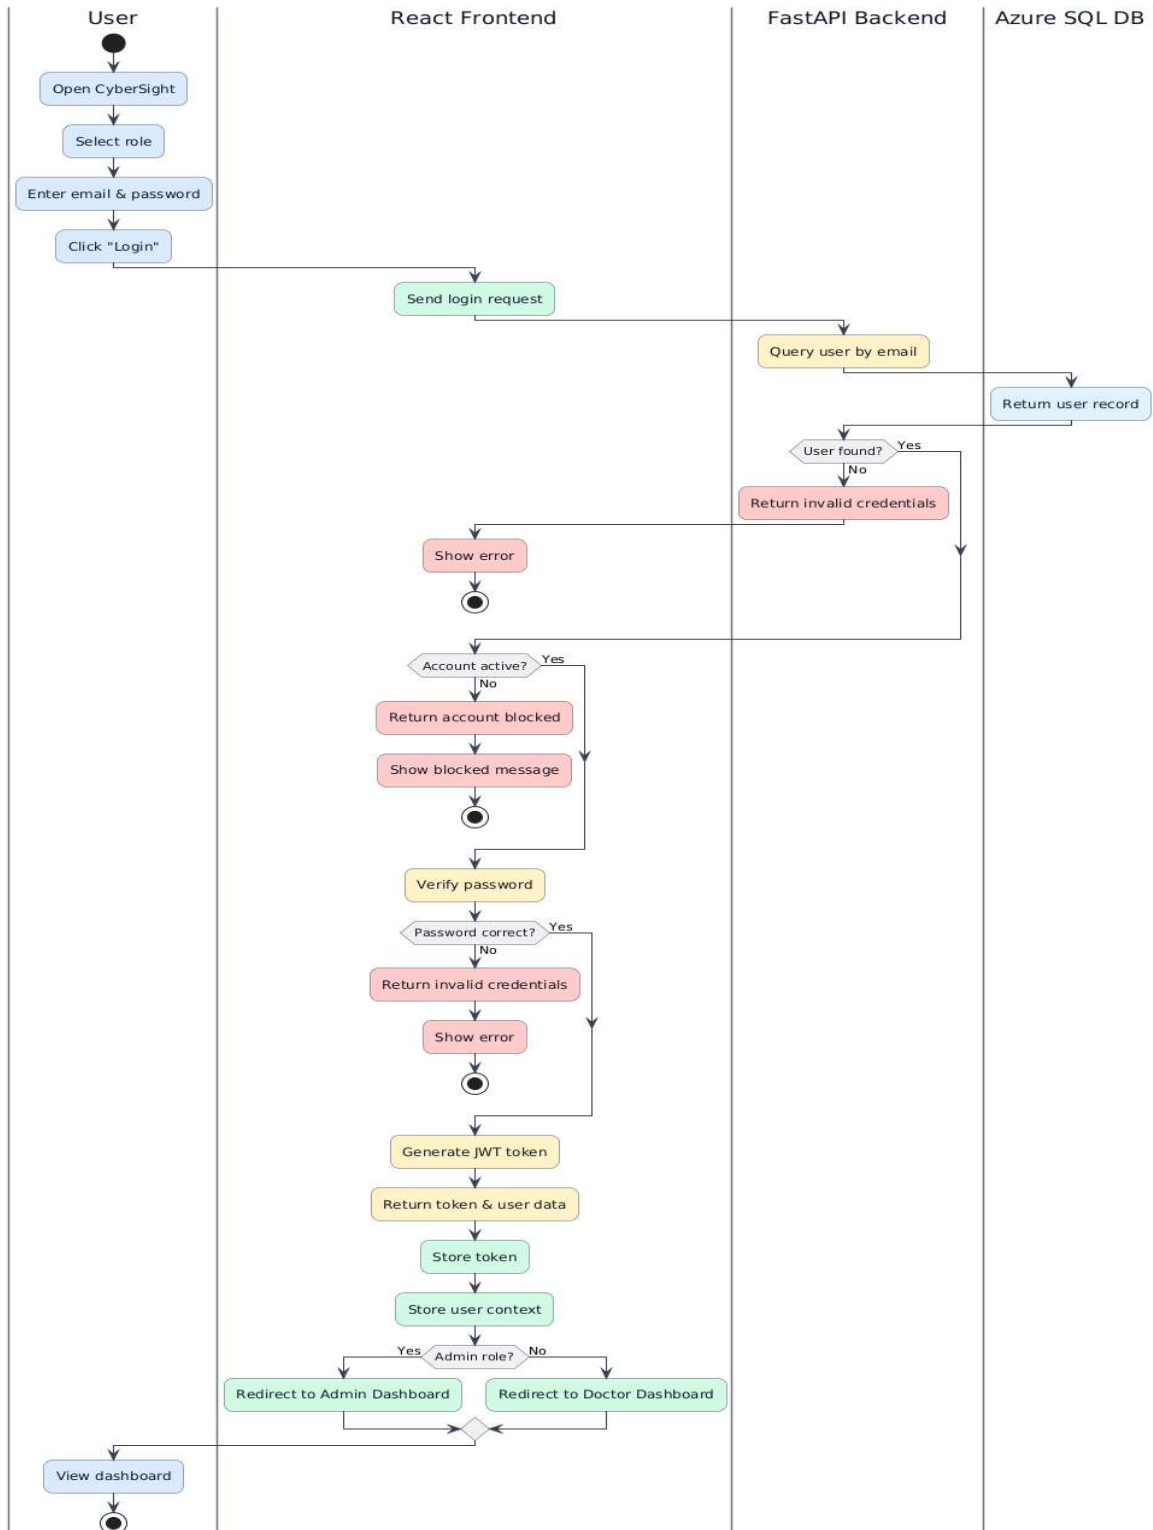 User
React Frontend
FastAPI Backend
Azure SQL DB
Open CyberSight
Select role
Enter email & password
Click "Login"
Send login request
Query user by email
Return user record
User found?
Yes
No
Return invalid credentials
Show error
Account active?
Yes
No
Return account blocked
Show blocked message
Verify password
Password correct?
Yes
No
Return invalid credentials
Show error
Generate JWT token
Return token & user data
Store token
Store user context
Yes
Admin role?
No
Redirect to Admin Dashboard
Redirect to Doctor Dashboard
View dashboard